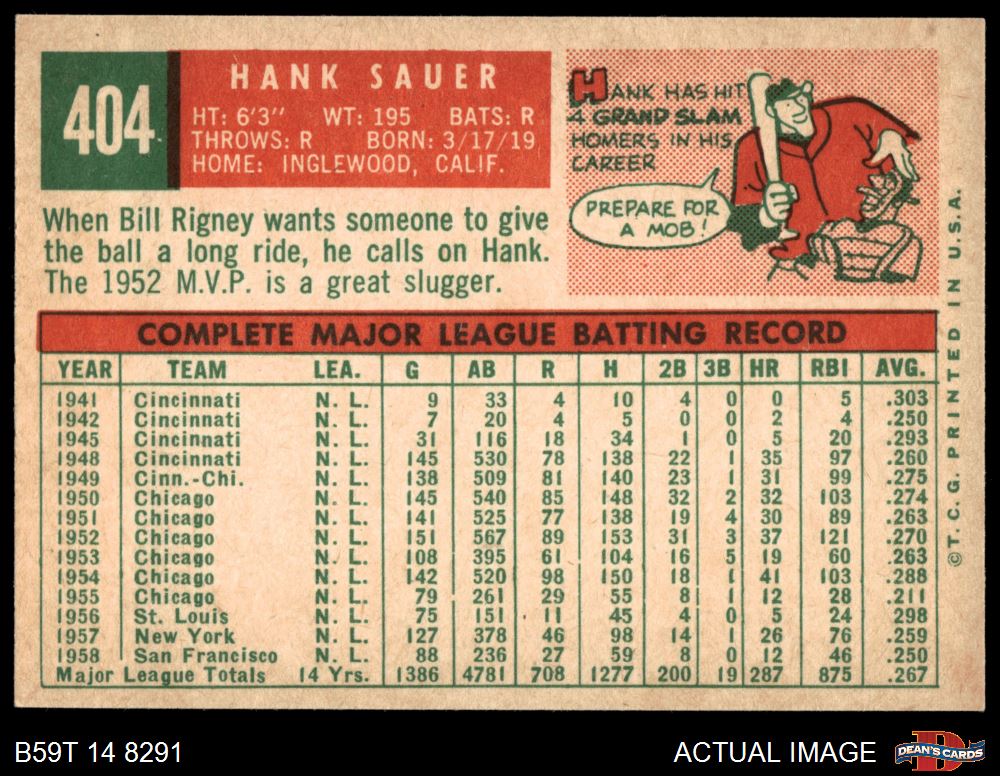 404
HANK SAUER
HT: 6'3" WT: 195 BATS: R
THROWS: R BORN: 3/17/19
HOME: INGLEWOOD, CALIF.
HANK HAS HIT
4 GRAND SLAM
HOMERS IN HIS
CAREER
PREPARE FOR
A MOB!
When Bill Rigney wants someone to give
the ball a long ride, he calls on Hank.
The 1952 M.V.P. is a great slugger.
COMPLETE MAJOR LEAGUE BATTING RECORD
YEAR TEAM LEA. G AB R H 2B 3B HR RBI AVG.
1941 Cincinnati N. L. 9 33 4 10 4 0 0 5 .303
1942 Cincinnati N. L. 7 20 4 5 0 0 2 4 .250
1945 Cincinnati N. L. 31 116 18 34 1 0 5 20 .293
1948 Cincinnati N. L. 145 530 78 138 22 1 35 97 .260
1949 Cinn.-Chi. N. L. 138 509 81 140 23 1 31 99 .275
1950 Chicago N. L. 145 540 85 148 32 2 32 103 .274
1951 Chicago N. L. 141 525 77 138 19 4 30 89 .263
1952 Chicago N. L. 151 567 89 153 31 3 37 121 .270
1953 Chicago N. L. 108 395 61 104 16 5 19 60 .263
1954 Chicago N. L. 142 520 98 150 18 1 41 103 .288
1955 Chicago N. L. 79 261 29 55 8 1 12 28 .211
1956 St. Louis N. L. 75 151 11 45 4 0 5 24 .298
1957 New York N. L. 127 378 46 98 14 1 26 76 .259
1958 San Francisco N. L. 88 236 27 59 8 0 12 46 .250
Major League Totals 14 Yrs. 1386 4781 708 1277 200 19 287 875 .267
© T. C. G. PRINTED IN U.S.A.
B59T 14 8291
ACTUAL IMAGE
D
DEAN'S CARDS